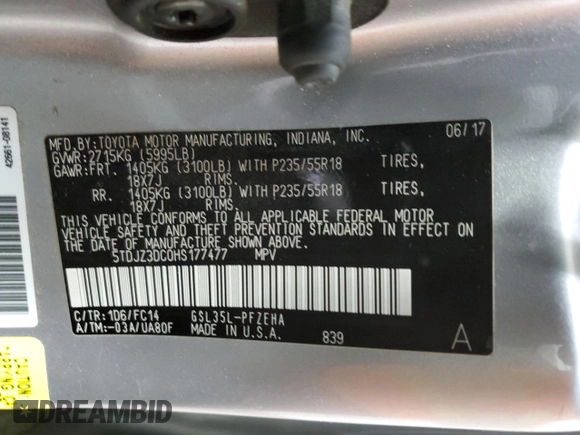 MFD.BY:TOYOTA MOTOR MANUFACTURING, INDIANA, INC. 06/17
GVWR:2715KG (5995LB)
GAWR:FRT. 1405KG (3100LB) WITH P235/55R18 TIRES,
18X7J RIMS.
RR. 1405KG (3100LB) WITH P235/55R18 TIRES,
18X7J RIMS.
THIS VEHICLE CONFORMS TO ALL APPLICABLE FEDERAL MOTOR
VEHICLE SAFETY AND THEFT PREVENTION STANDARDS IN EFFECT
ON THE DATE OF MANUFACTURE SHOWN ABOVE.
5TDJZ3DC0HS177477 MPV
C/TR:1D6/FC14 GSL35L-PFZEHA
A/TM:-03A/UA80F MADE IN U.S.A. 839 A
42661-08141
DREAMBID